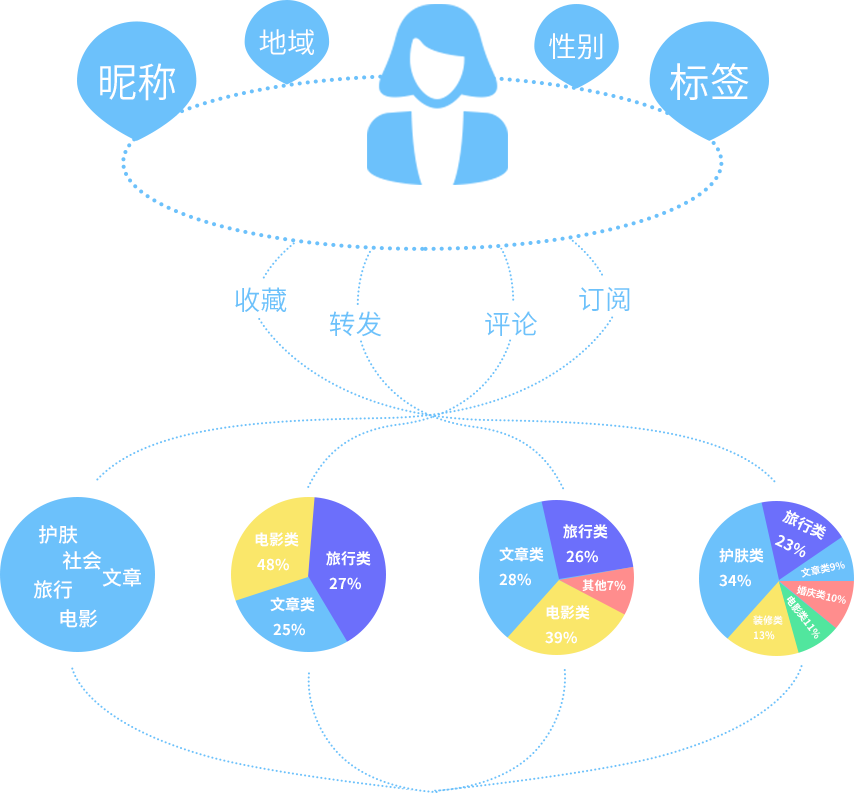 昵称
地域
性别
标签
收藏
转发
评论
订阅
护肤
社会
文章
旅行
电影
电影类
48%
旅行类
27%
文章类
25%
旅行类
26%
文章类
28%
其他7%
电影类
39%
旅行类
23%
护肤类
34%
文章类9%
婚庆类10%
电影类11%
装修类
13%